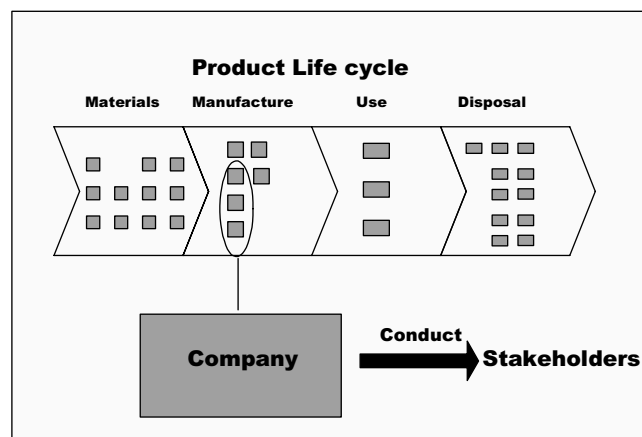 Product Life cycle
Materials Manufacture Use Disposal
Conduct
Company Stakeholders